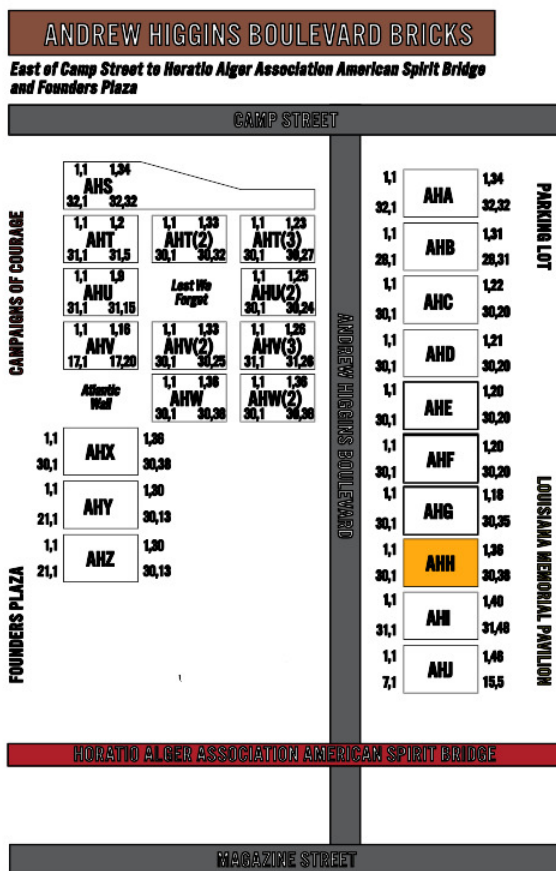 ANDREW HIGGINS BOULEVARD BRICKS
East of Camp Street to Horatio Alger Association American Spirit Bridge
and Founders Plaza
CAMP STREET
CAMPAIGNS OF COURAGE
FOUNDERS PLAZA
1,1 1,34
AHS
32,1 32,32
1,1 1,2
AHT
31,1 31,5
1,1 1,33
AHT(2)
30,1 30,32
1,1 1,23
AHT(3)
30,1 30,27
1,1 1,9
AHU
31,1 31,15
Lest We
Forget
1,1 1,25
AHU(2)
30,1 30,24
1,1 1,16
AHV
17,1 17,20
1,1 1,33
AHV(2)
30,1 30,25
1,1 1,26
AHV(3)
31,1 31,26
Atlantic
Wall
1,1 1,36
AHW
30,1 30,36
1,1 1,36
AHW(2)
30,1 30,36
1,1 1,36
AHX
30,1 30,38
1,1 1,30
AHY
21,1 30,13
1,1 1,30
AHZ
21,1 30,13
ANDREW HIGGINS BOULEVARD
1,1 1,34
AHA
32,1 32,32
1,1 1,31
AHB
28,1 28,31
1,1 1,22
AHC
30,1 30,20
1,1 1,21
AHD
30,1 30,20
1,1 1,20
AHE
30,1 30,20
1,1 1,20
AHF
30,1 30,20
1,1 1,18
AHG
30,1 30,35
1,1 1,36
AHH
30,1 30,36
1,1 1,40
AHI
31,1 31,48
1,1 1,46
AHJ
7,1 15,5
PARKING LOT
LOUISIANA MEMORIAL PAVILION
HORATIO ALGER ASSOCIATION AMERICAN SPIRIT BRIDGE
MAGAZINE STREET